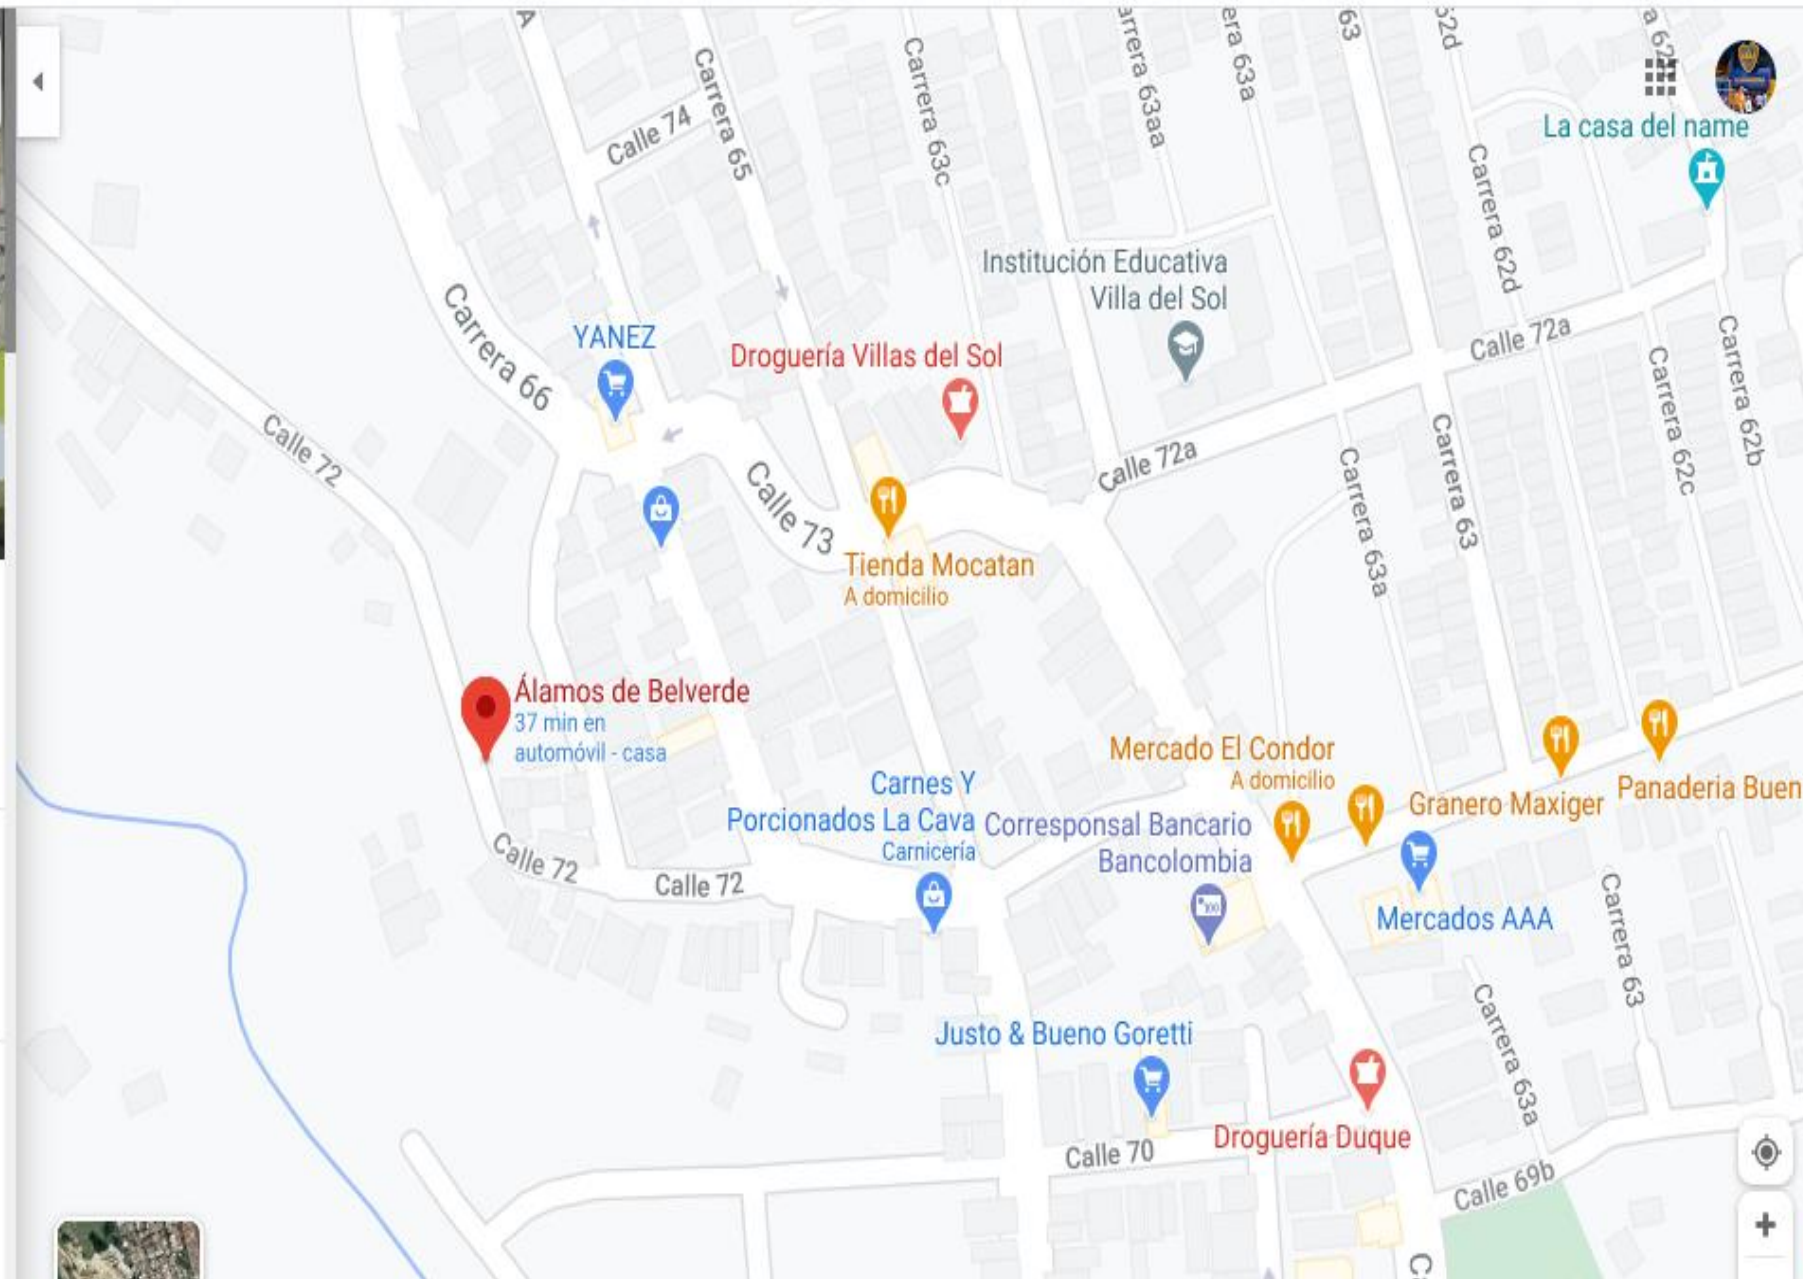 A
Carrera 65
Calle 74
Carrera 63c
arrera 63aa
era 63a
63
62d
a 62
La casa del name
Carrera 62d
Institución Educativa
Villa del Sol
Carrera 66
YANEZ
Droguería Villas del Sol
Calle 72a
Carrera 62b
Carrera 62c
Calle 72
Calle 72a
Carrera 63
Carrera 63a
Calle 73
Tienda Mocatan
A domicilio
Álamos de Belverde
37 min en
automóvil - casa
Mercado El Condor
A domicilio
Carnes Y
Porcionados La Cava
Carnicería
Corresponsal Bancario
Bancolombia
Granero Maxiger
Panaderia Buen
Calle 72
Calle 72
Mercados AAA
Carrera 63
Carrera 63a
Justo & Bueno Goretti
Calle 70
Droguería Duque
Calle 69b
Ca